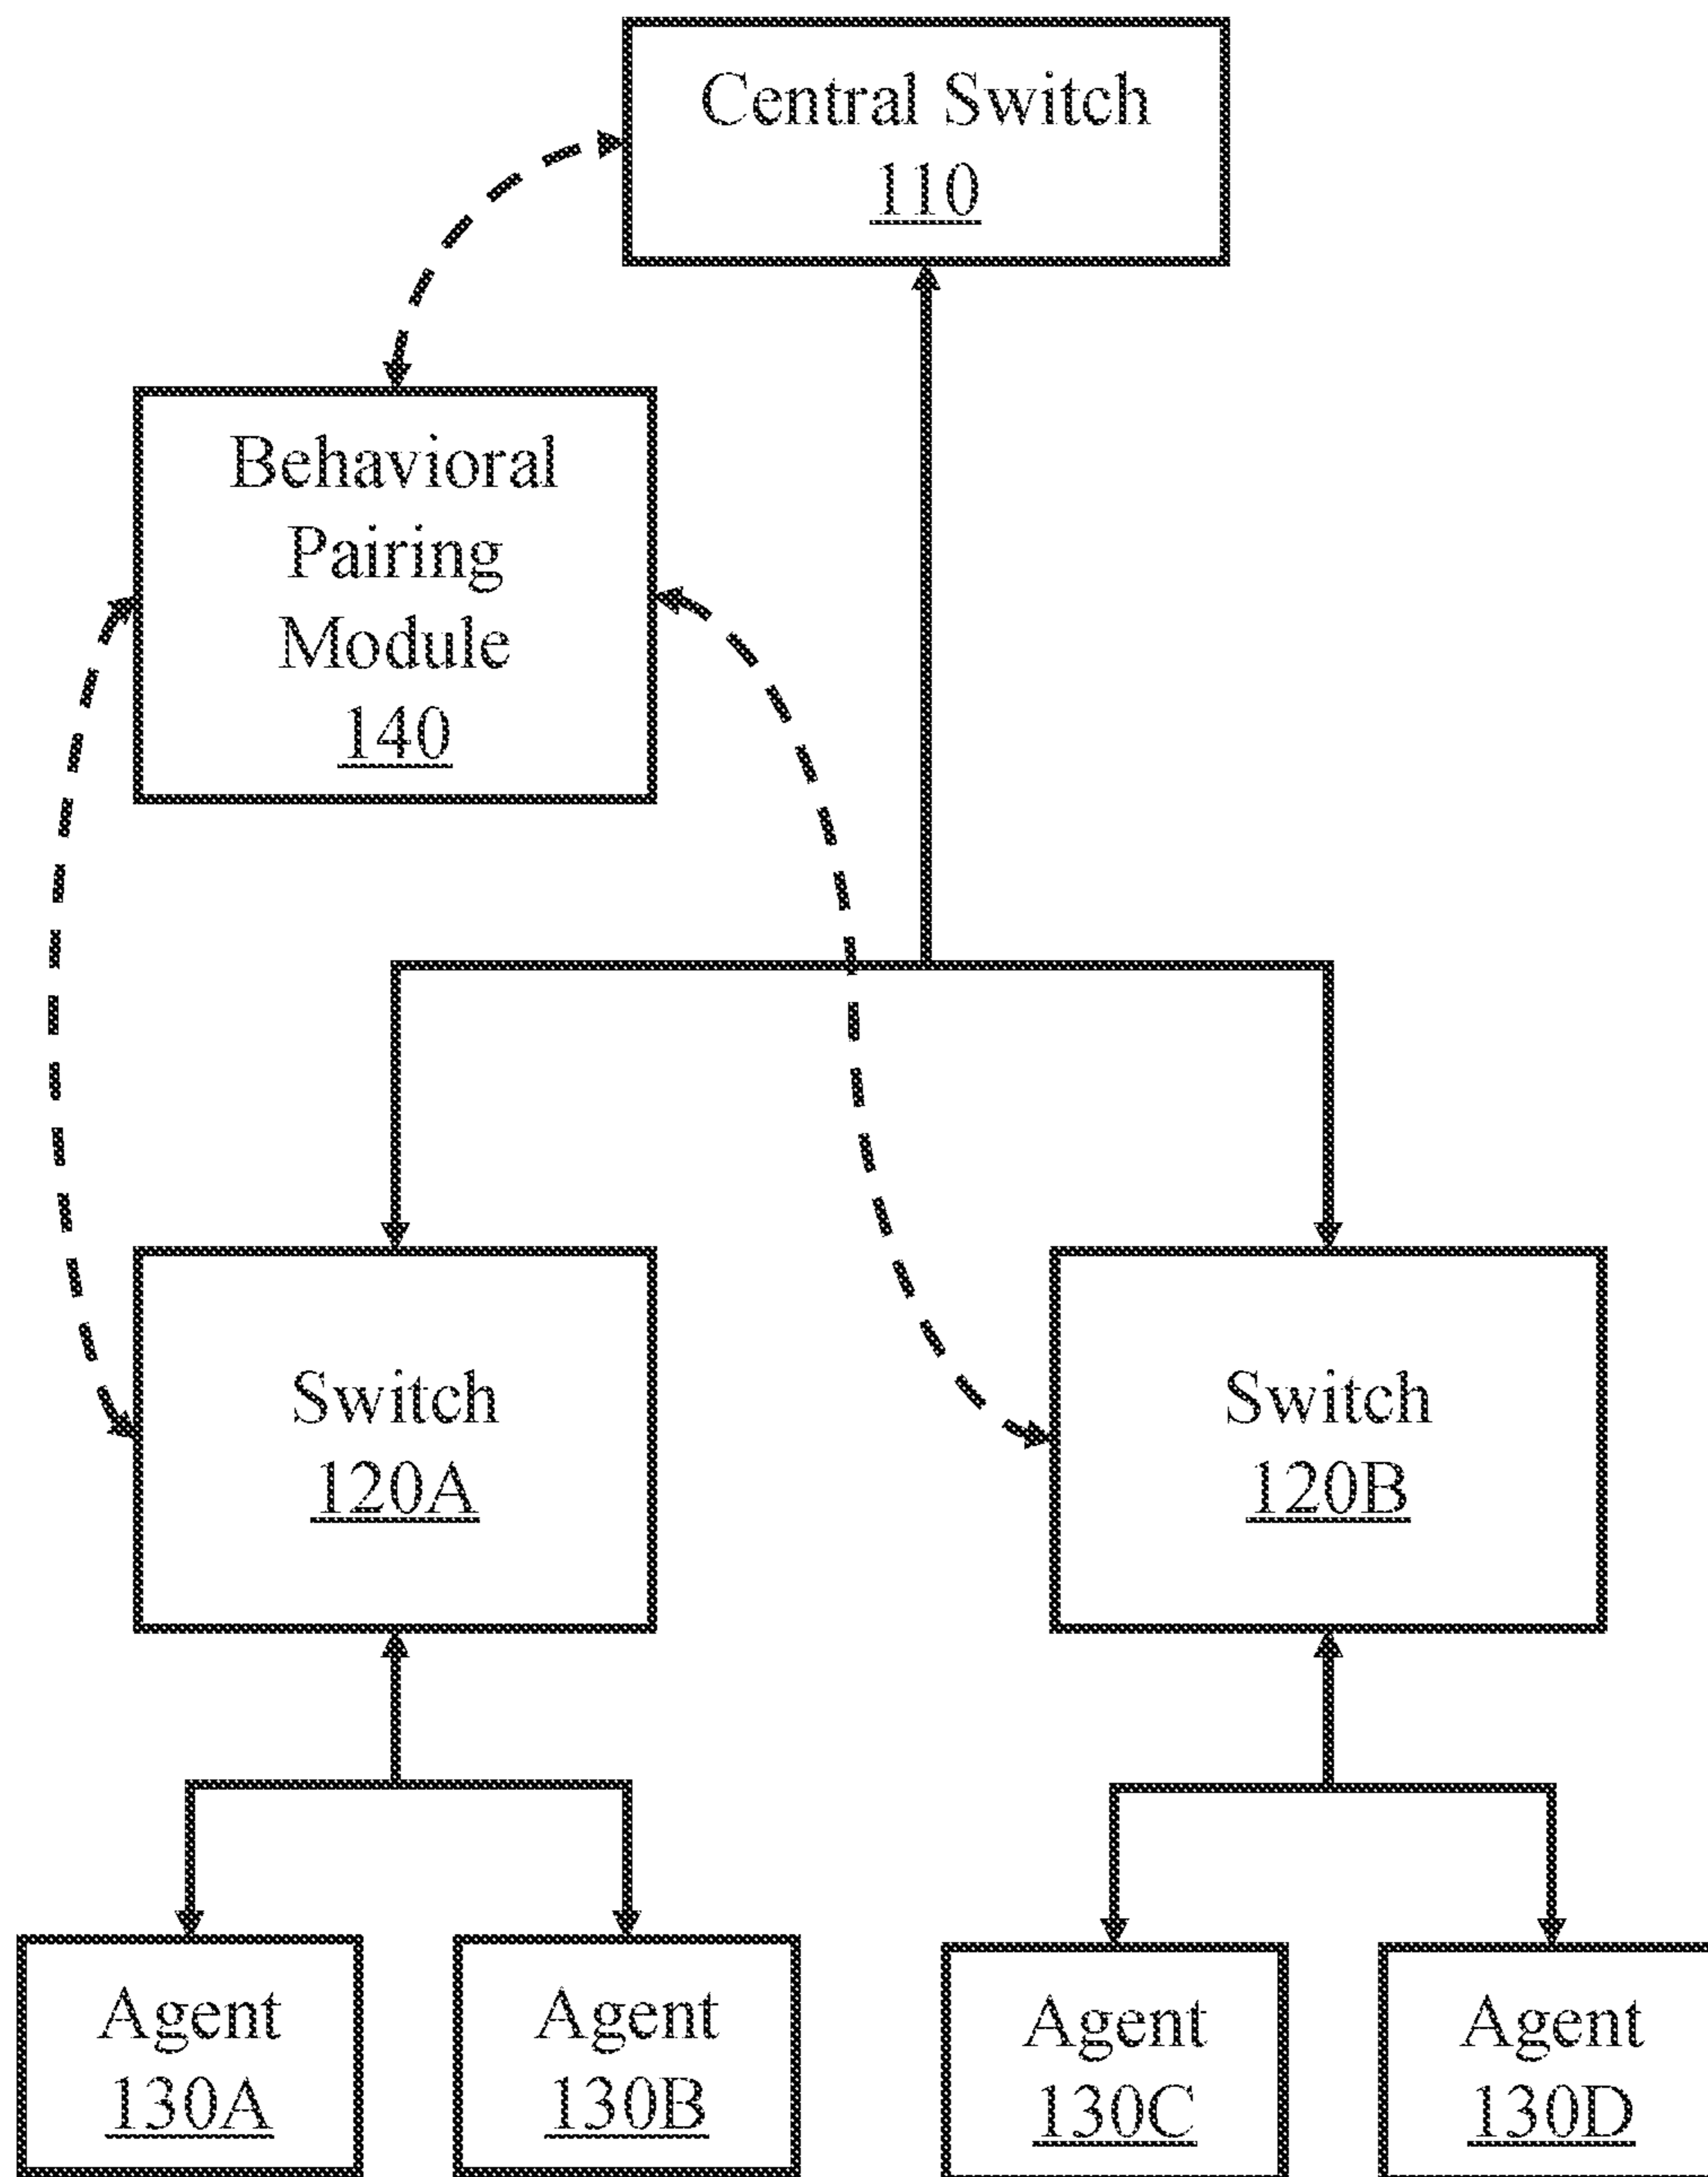 Central Switch
110
Behavioral
Pairing
Module
140
Switch
120A
Switch
120B
Agent
130A
Agent
130B
Agent
130C
Agent
130D